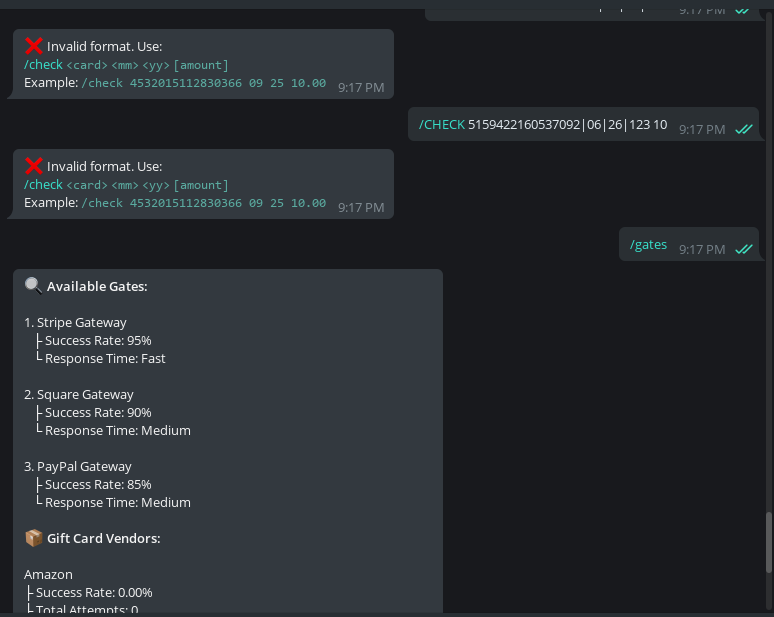 9:17 PM
❌ Invalid format. Use:
/check <card> <mm> <yy> [amount]
Example: /check 4532015112830366 09 25 10.00 9:17 PM
/CHECK 5159422160537092|06|26|123 10 9:17 PM
❌ Invalid format. Use:
/check <card> <mm> <yy> [amount]
Example: /check 4532015112830366 09 25 10.00 9:17 PM
/gates 9:17 PM
🔍 Available Gates:
1. Stripe Gateway
├ Success Rate: 95%
└ Response Time: Fast
2. Square Gateway
├ Success Rate: 90%
└ Response Time: Medium
3. PayPal Gateway
├ Success Rate: 85%
└ Response Time: Medium
📦 Gift Card Vendors:
Amazon
├ Success Rate: 0.00%
├ Total Attempts: 0